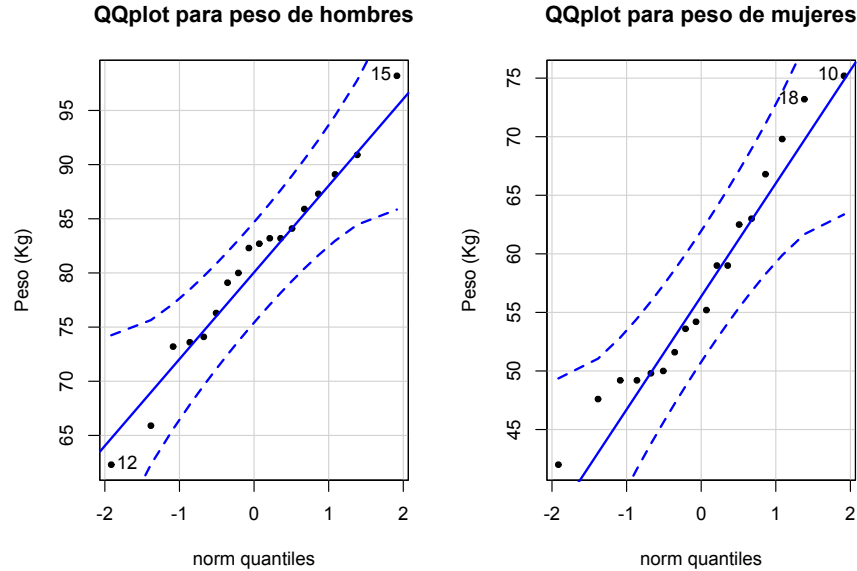 QQplot para peso de hombres
QQplot para peso de mujeres
Peso (Kg)
95
90
85
80
75
70
65
15
12
-2 -1 0 1 2
norm quantiles
Peso (Kg)
75
70
65
60
55
50
45
10
18
-2 -1 0 1 2
norm quantiles